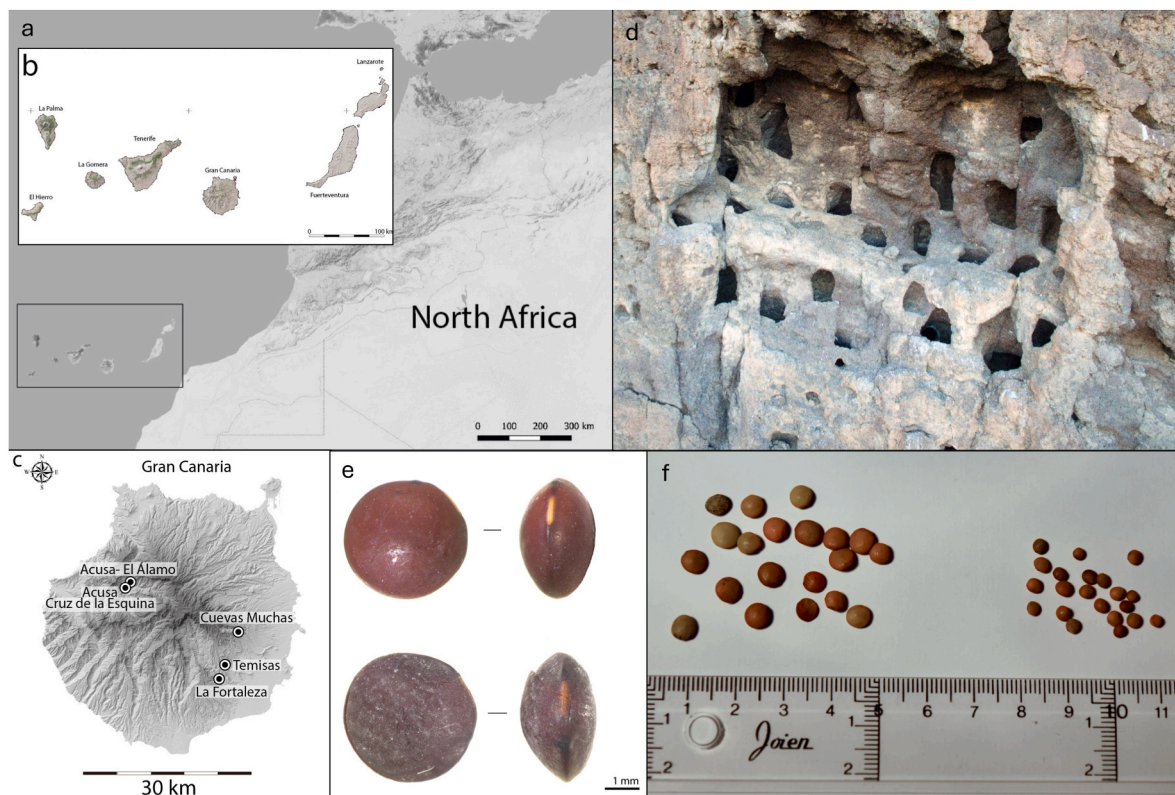 a
b
Lanzarote
La Palma
Tenerife
La Gomera
Gran Canaria
El Hierro
Fuerteventura
0 100 km
North Africa
0 100 200 300 km
c
N
W E
S
Gran Canaria
Acusa- El Álamo
Acusa
Cruz de la Esquina
Cuevas Muchas
Temisas
La Fortaleza
30 km
d
e
1 mm
f
1 2 3 4 5 6 7 8 9 10 11
1 1 1
Joien
2 2 2